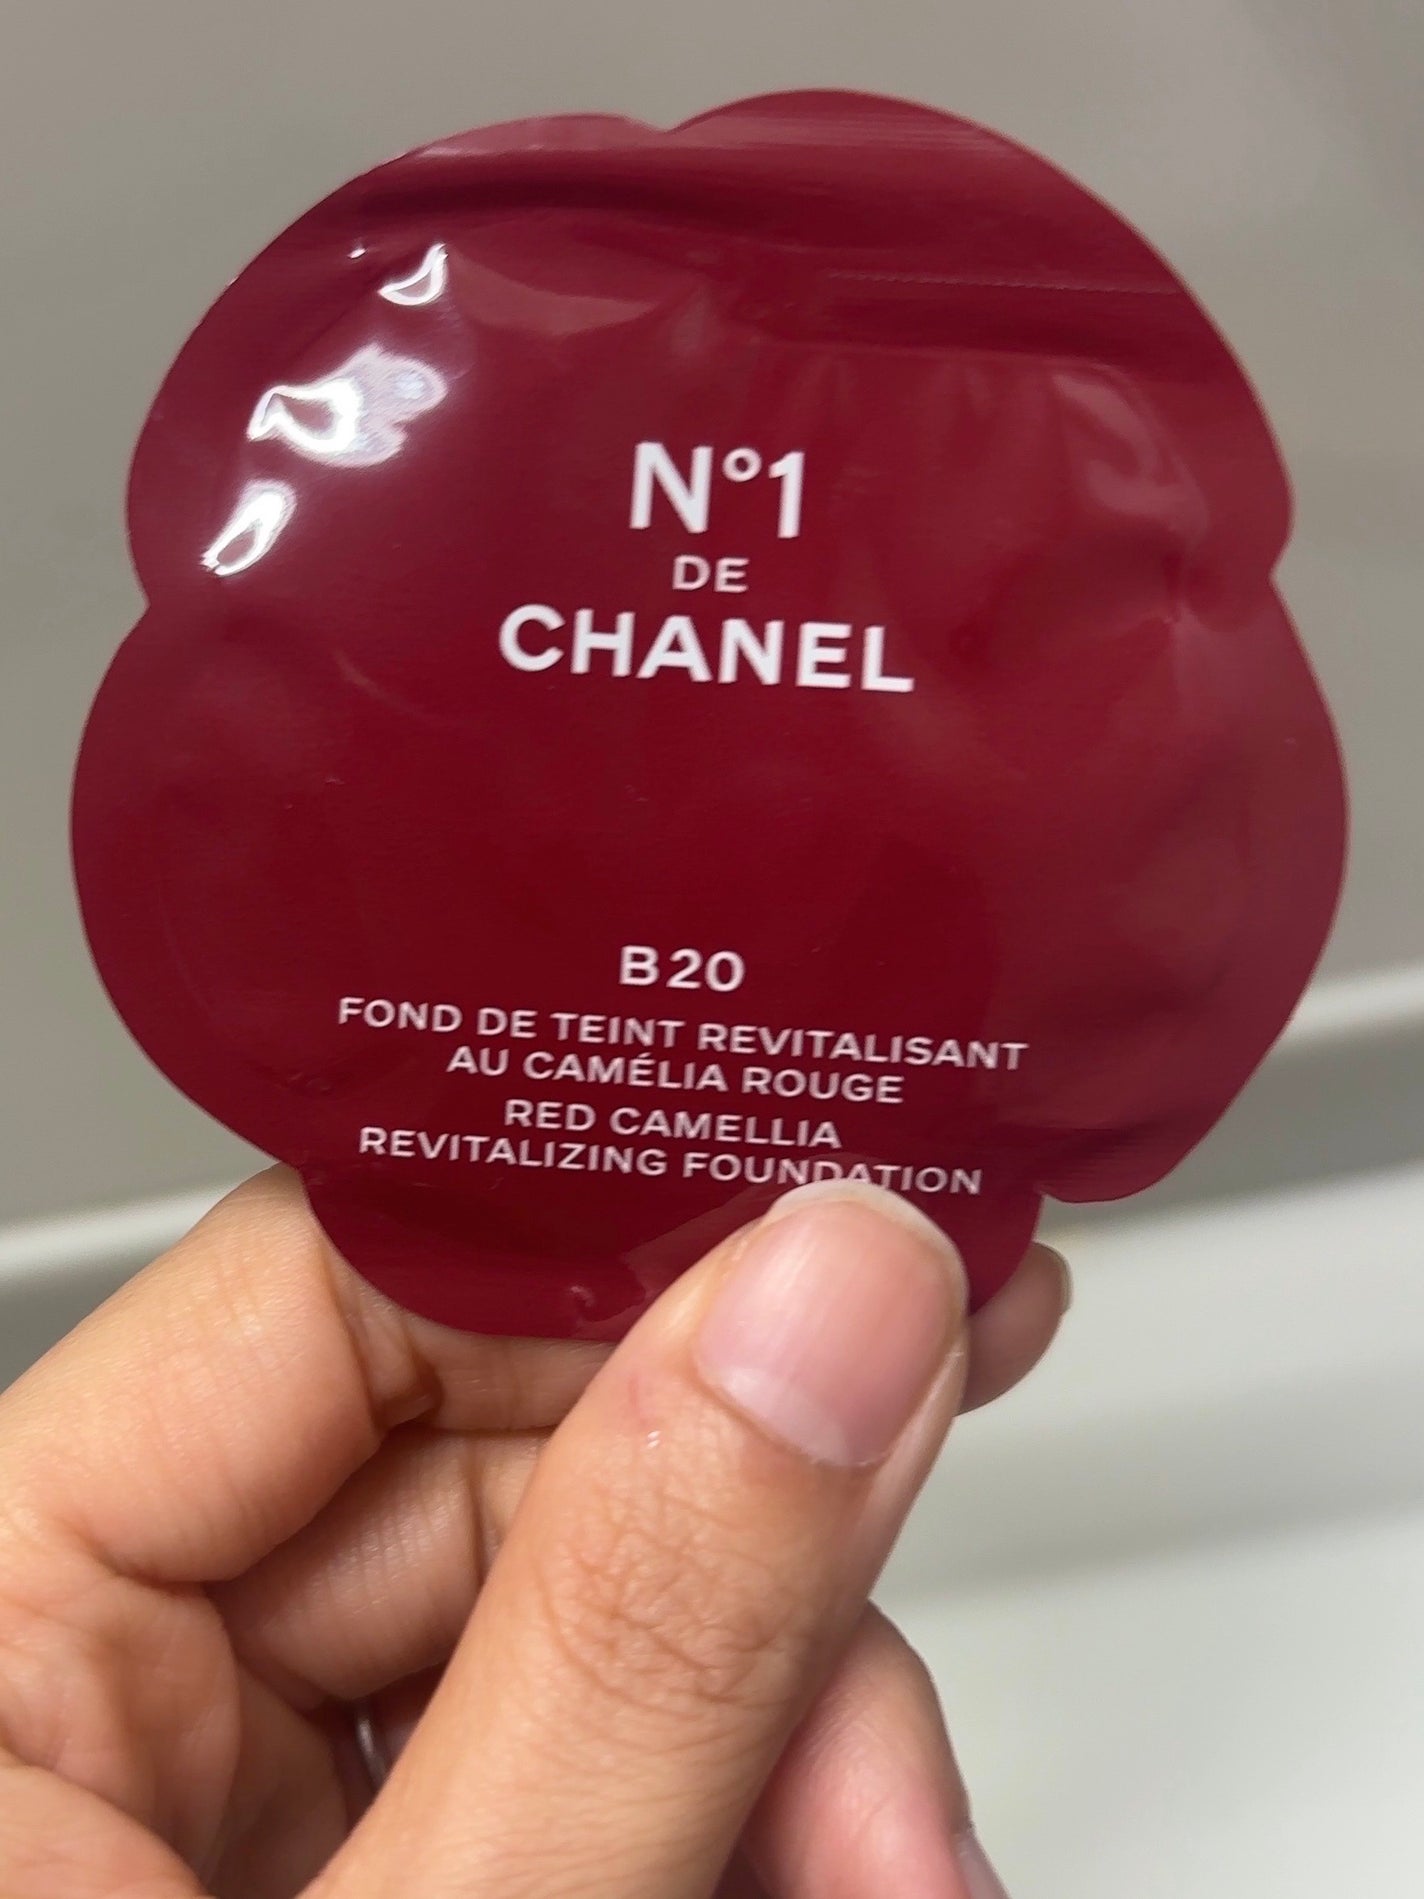 N°1
DE
CHANEL
B20
FOND DE TEINT REVITALISANT
AU CAMÉLIA ROUGE
RED CAMELLIA
REVITALIZING FOUNDATION